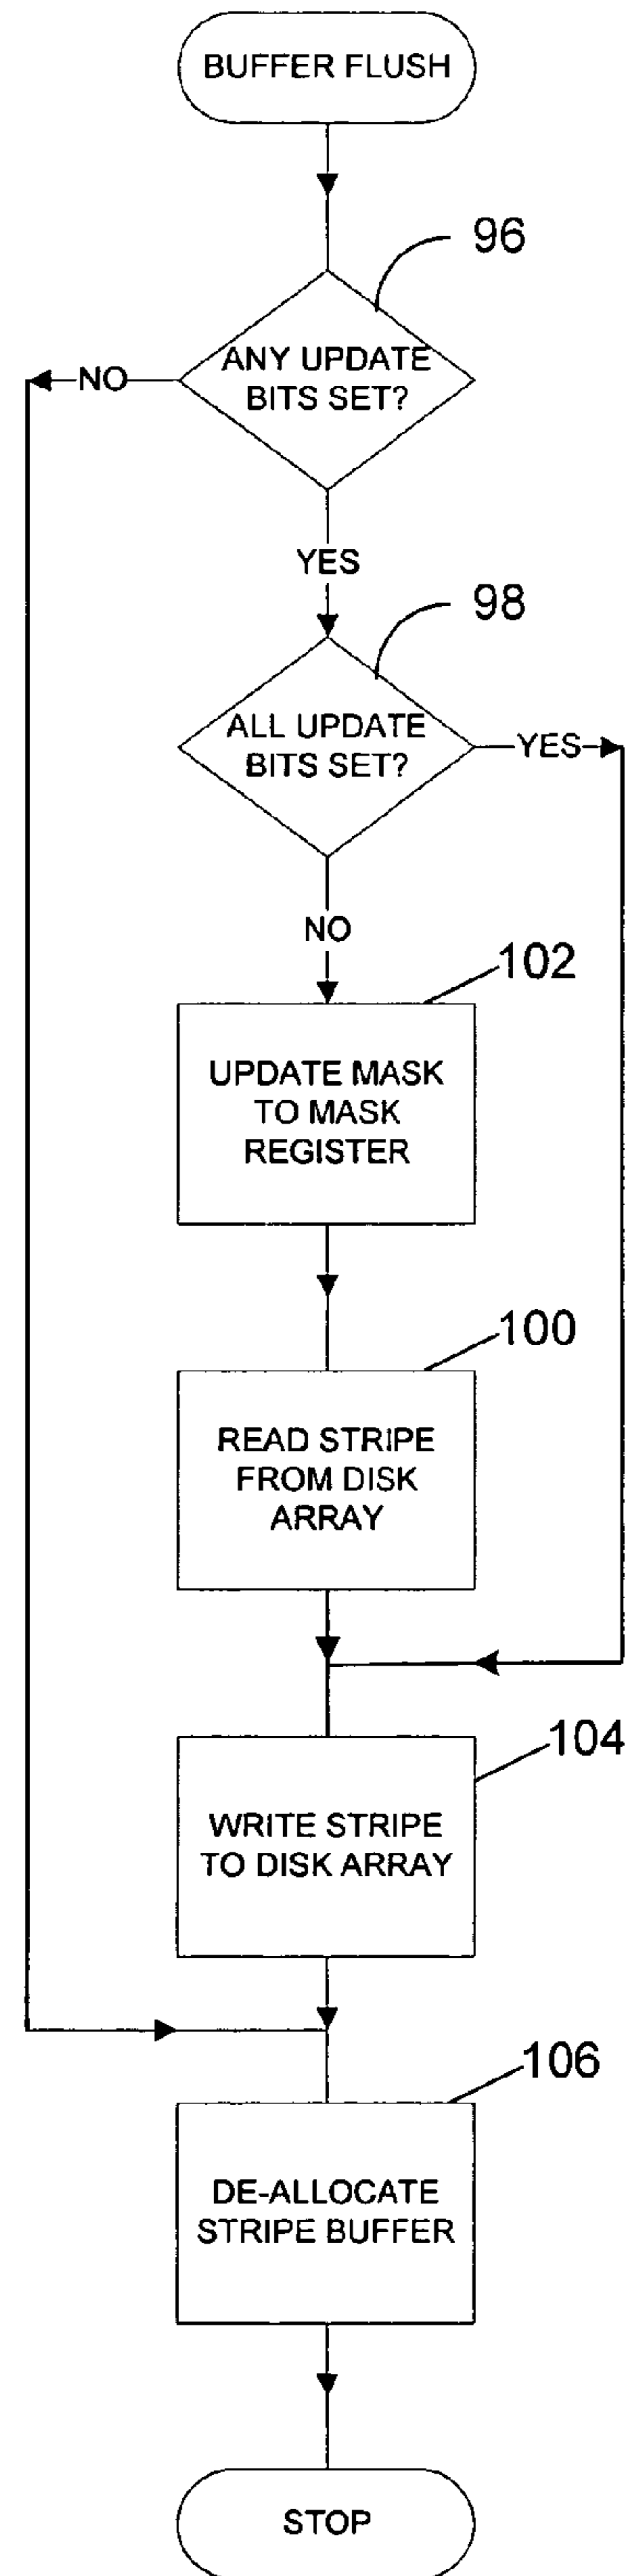 BUFFER FLUSH
96
ANY UPDATE
BITS SET?
NO
YES
98
ALL UPDATE
BITS SET?
YES
NO
102
UPDATE MASK
TO MASK
REGISTER
100
READ STRIPE
FROM DISK
ARRAY
104
WRITE STRIPE
TO DISK ARRAY
106
DE-ALLOCATE
STRIPE BUFFER
STOP